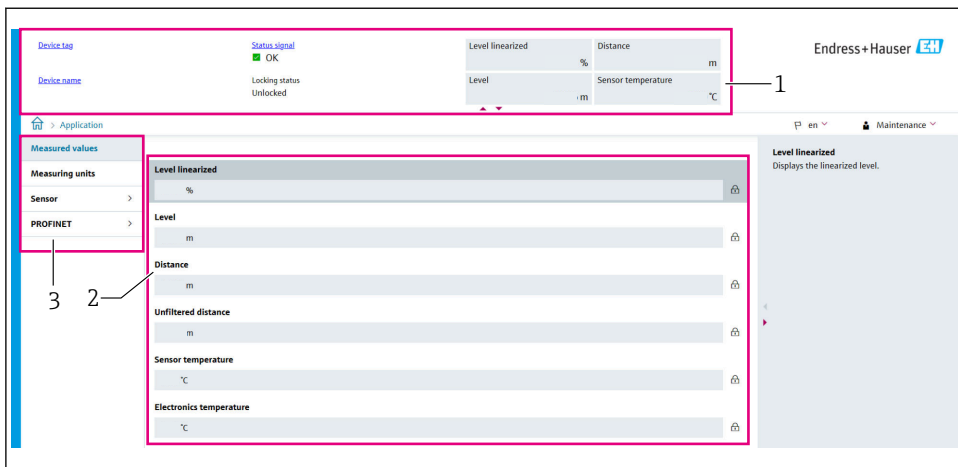 Device tag
Status signal
OK
Level linearized
%
Distance
m
Endress+Hauser EH
Device name
Locking status
Unlocked
Level
m
Sensor temperature
°C
1
> Application
en
Maintenance
Measured values
Measuring units
Sensor >
PROFINET >
3
2
Level linearized
%
Level
m
Distance
m
Unfiltered distance
m
Sensor temperature
°C
Electronics temperature
°C
Level linearized
Displays the linearized level.